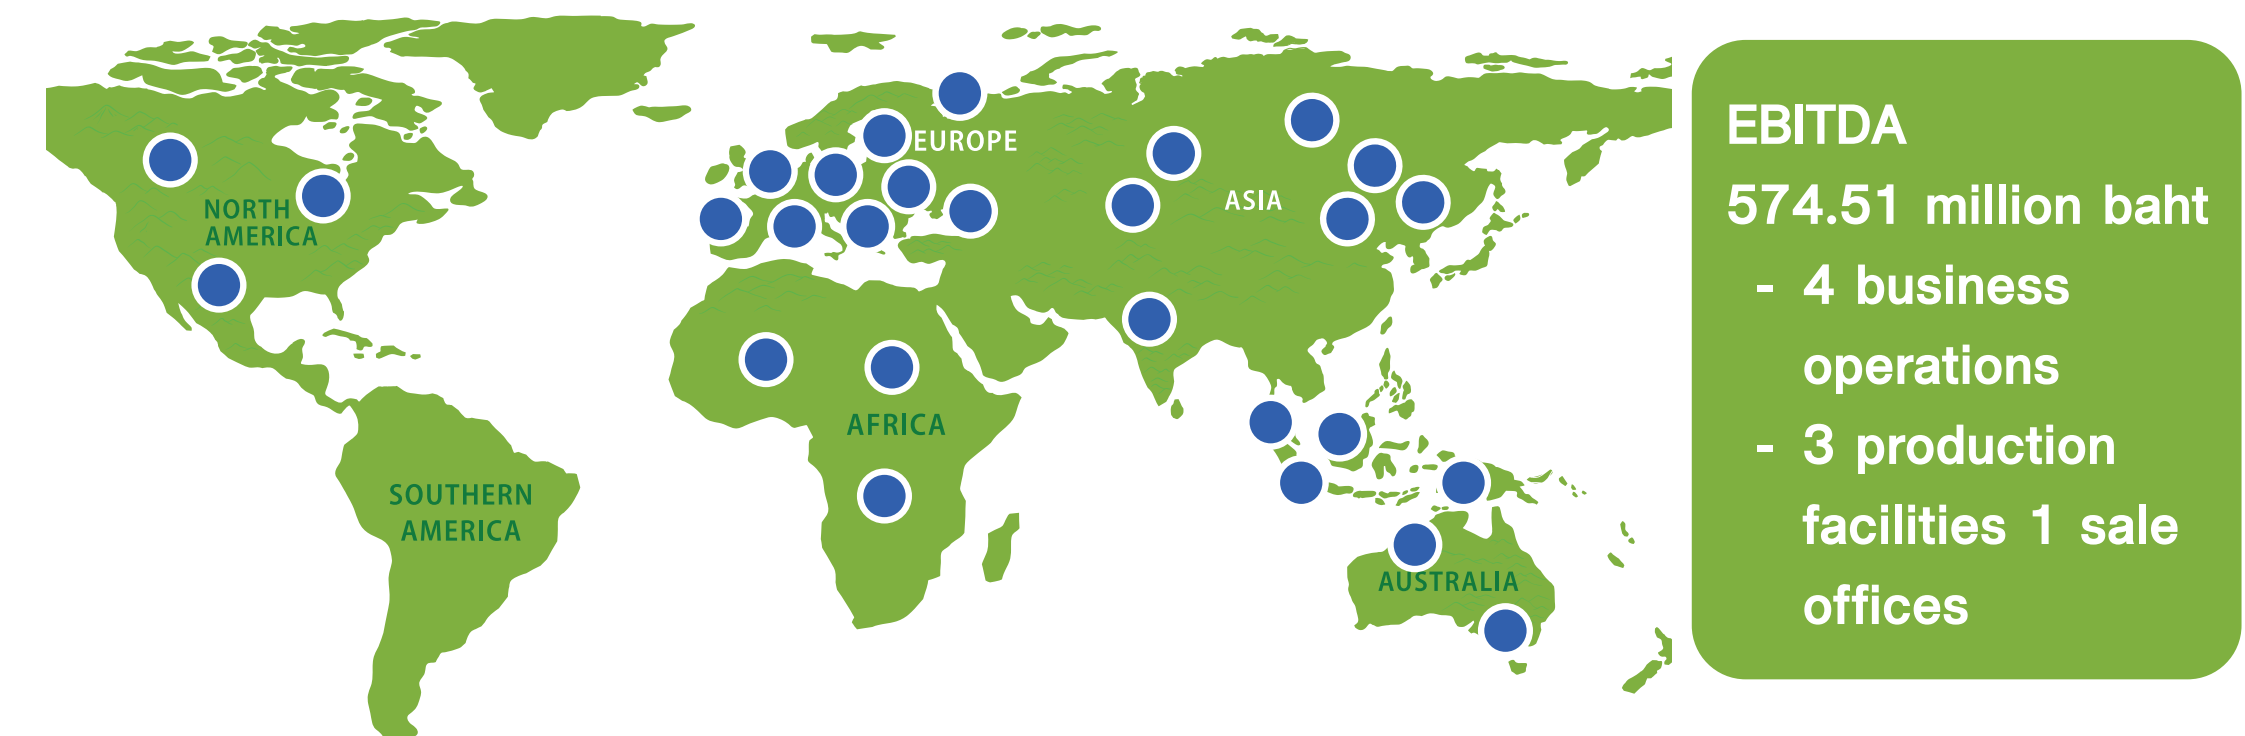 EUROPE
NORTH
AMERICA
ASIA
AFRICA
SOUTHERN
AMERICA
AUSTRALIA
EBITDA
574.51 million baht
- 4 business
operations
- 3 production
facilities 1 sale
offices